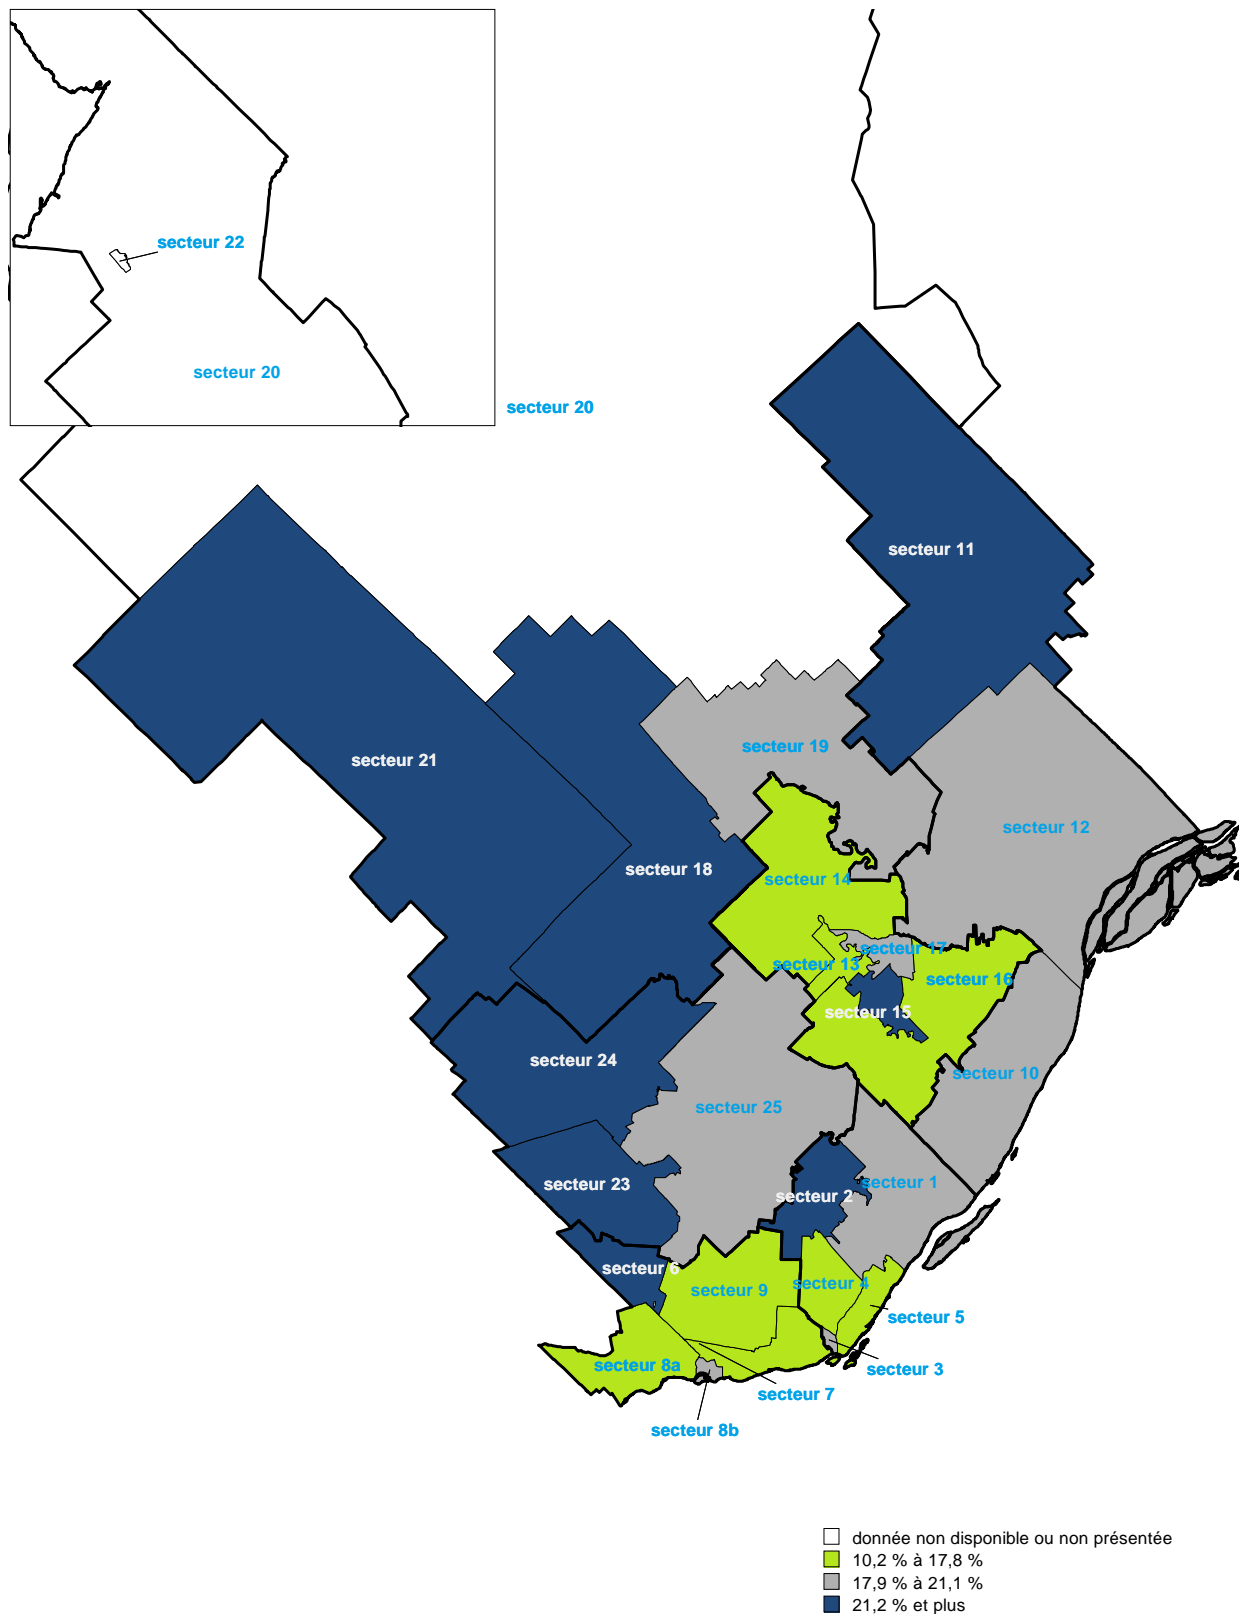 secteur 22
secteur 20
secteur 20
secteur 11
secteur 19
secteur 21
secteur 12
secteur 18
secteur 14
secteur 17
secteur 13
secteur 16
secteur 15
secteur 24
secteur 10
secteur 25
secteur 1
secteur 23
secteur 2
secteur 6
secteur 4
secteur 9
secteur 5
secteur 8a
secteur 3
secteur 7
secteur 8b
donnée non disponible ou non présentée
10,2 % à 17,8 %
17,9 % à 21,1 %
21,2 % et plus